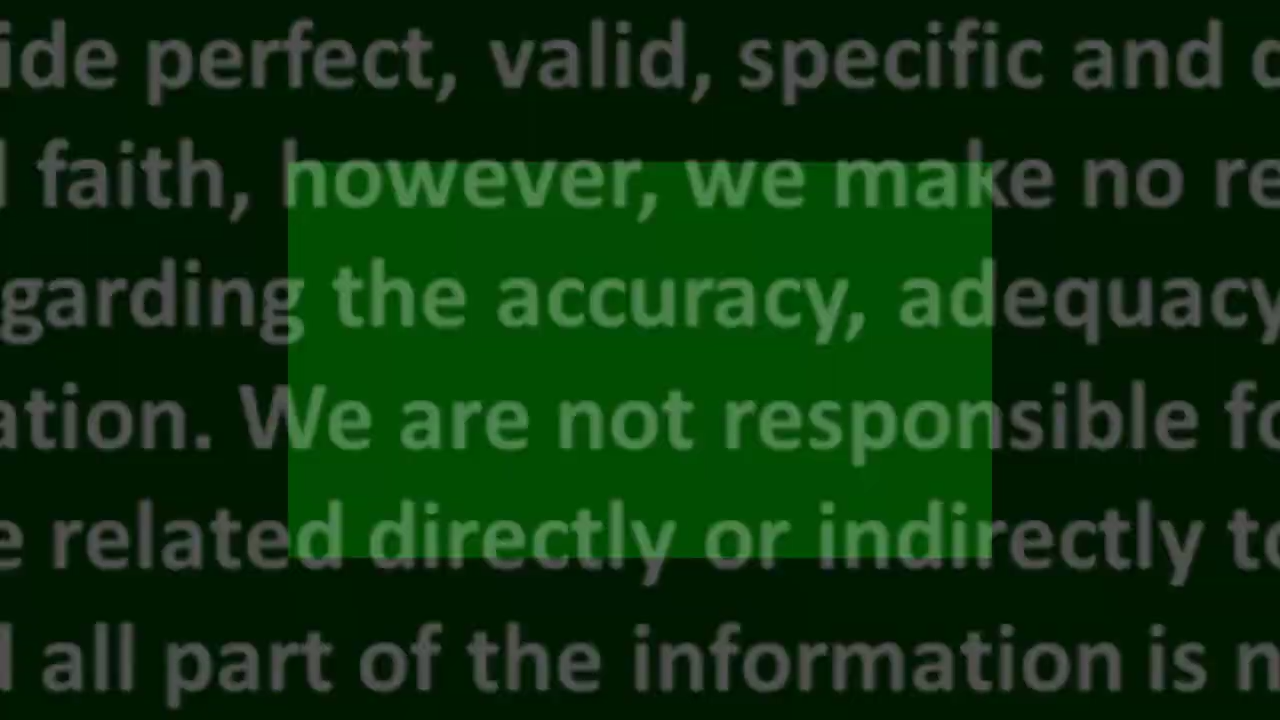 ide perfect, valid, specific and
faith, however, we make no re
garding the accuracy, adequacy
ation. We are not responsible fo
e related directly or indirectly to
all part of the information is n